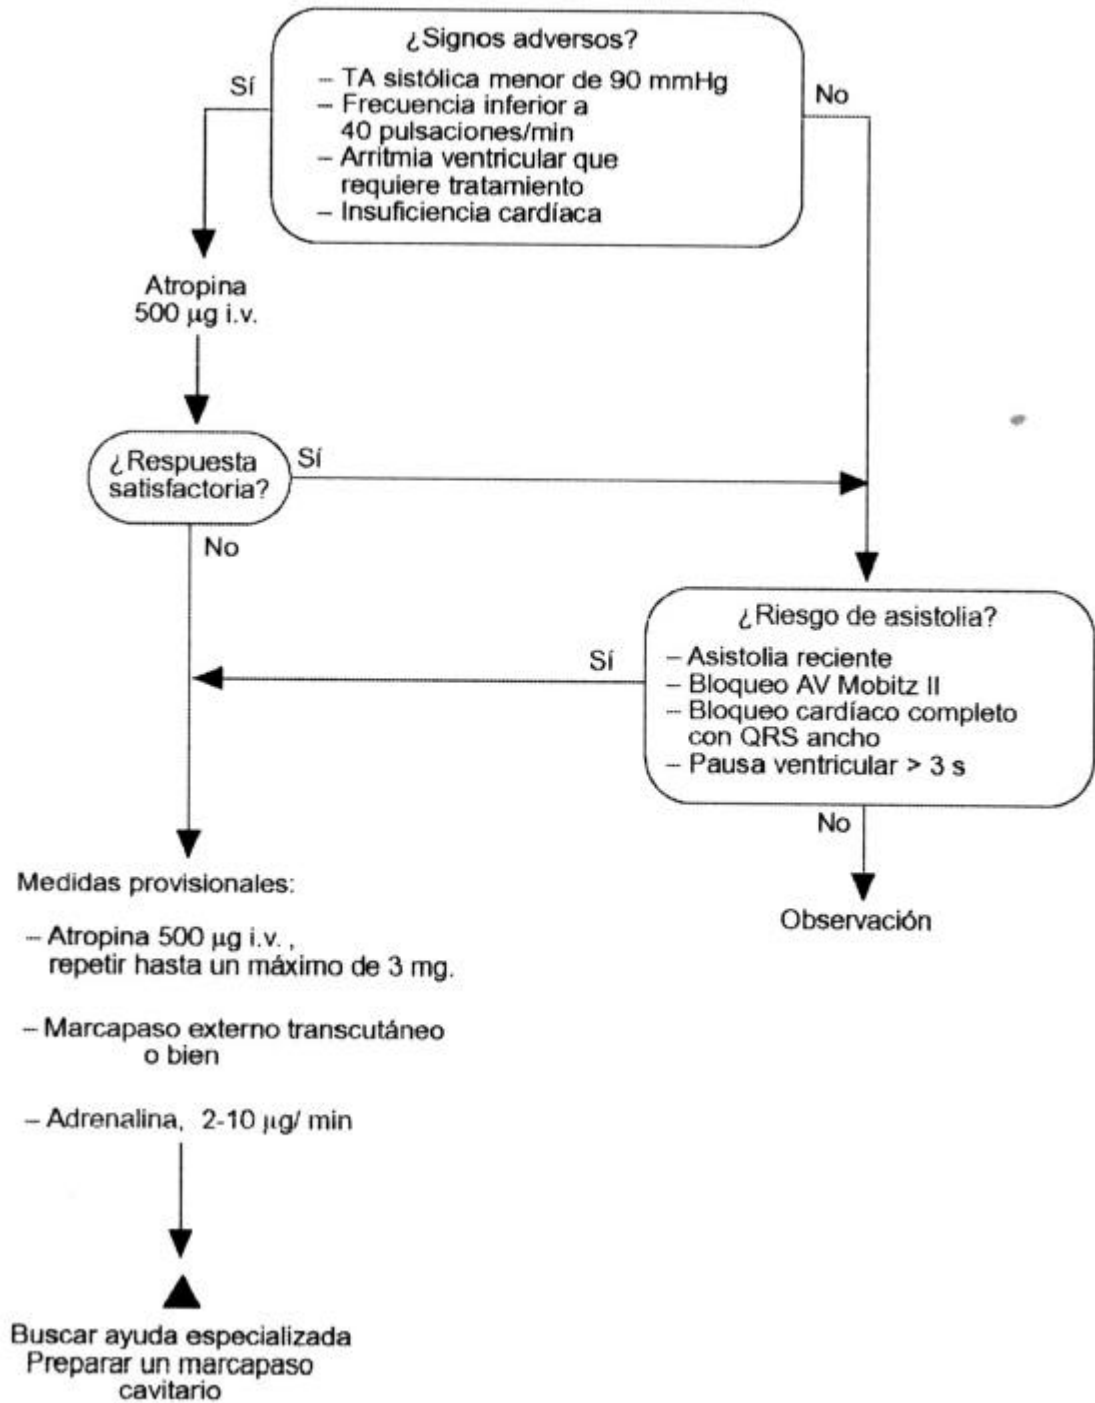 ¿Signos adversos?
– TA sistólica menor de 90 mmHg
– Frecuencia inferior a
40 pulsaciones/min
– Arritmia ventricular que
requiere tratamiento
– Insuficiencia cardíaca
Sí
No
Atropina
500 μg i.v.
¿Respuesta
satisfactoria?
Sí
No
¿Riesgo de asistolia?
– Asistolia reciente
– Bloqueo AV Mobitz II
– Bloqueo cardíaco completo
con QRS ancho
– Pausa ventricular > 3 s
Sí
No
Observación
Medidas provisionales:
– Atropina 500 μg i.v. ,
repetir hasta un máximo de 3 mg.
– Marcapaso externo transcutáneo
o bien
– Adrenalina, 2-10 μg/ min
Buscar ayuda especializada
Preparar un marcapaso
cavitario